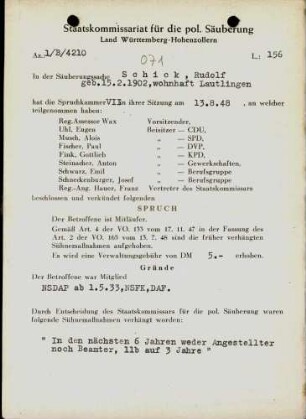 Staatskommissariat für die pol. Säuberung
Land Württemberg-Hohenzollern
Az. 1/B/4210
071
L.: 156
In der Säuberungssache Schick, Rudolf
geb.15.2.1902,wohnhaft Lautlingen
hat die Spruchkammer VII in ihrer Sitzung am 13.8.48, an welcher
teilgenommen haben:
Reg.Assessor Wax Vorsitzender,
Uhl, Eugen Beisitzer — CDU,
Maush, Alois „ — SPD,
Fischer, Paul „ — DVP,
Fink, Gottlieb „ — KPD,
Steimacher, Anton „ — Gewerkschaften,
Schwarz, Emil „ — Berufsgruppe
Schneckenburger, Josef „ — Berufsgruppe
Reg.-Ang. Hauer, Franz Vertreter des Staatskommissars
beschlossen und verkündet folgenden
SPRUCH
Der Betroffene ist Mitläufer.
Gemäß Art. 4 der VO. 133 vom 17. 11. 47 in der Fassung des
Art. 2 der VO. 165 vom 13. 7. 48 sind die früher verhängten
Sühnemaßnahmen aufgehoben.
Es wird eine Verwaltungsgebühr von DM 5.- erhoben.
Gründe
Der Betroffene war Mitglied
NSDAP ab 1.5.33,NSFK,DAF.
Durch Entscheidung des Staatskommissars für die pol. Säuberung waren
folgende Sühnemaßnahmen verhängt worden:
" In den nächsten 6 Jahren weder Angestellter
noch Beamter, 11b auf 3 Jahre "